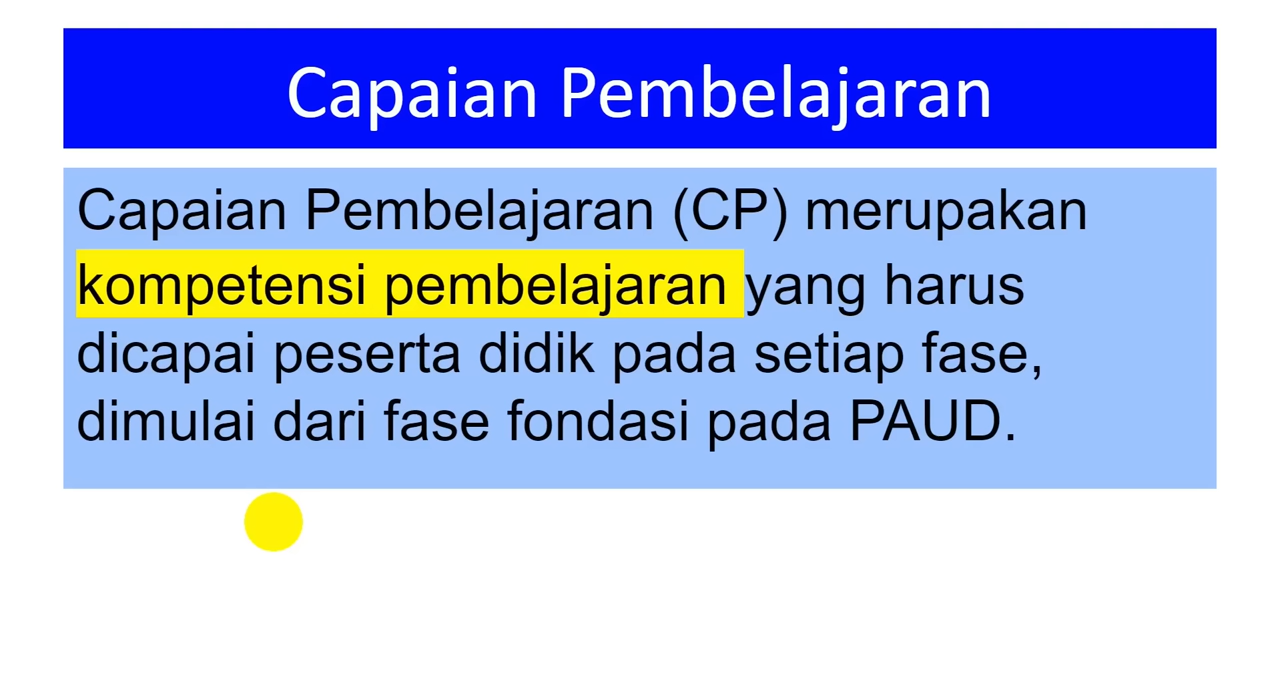 Capaian Pembelajaran
Capaian Pembelajaran (CP) merupakan
kompetensi pembelajaran yang harus
dicapai peserta didik pada setiap fase,
dimulai dari fase fondasi pada PAUD.